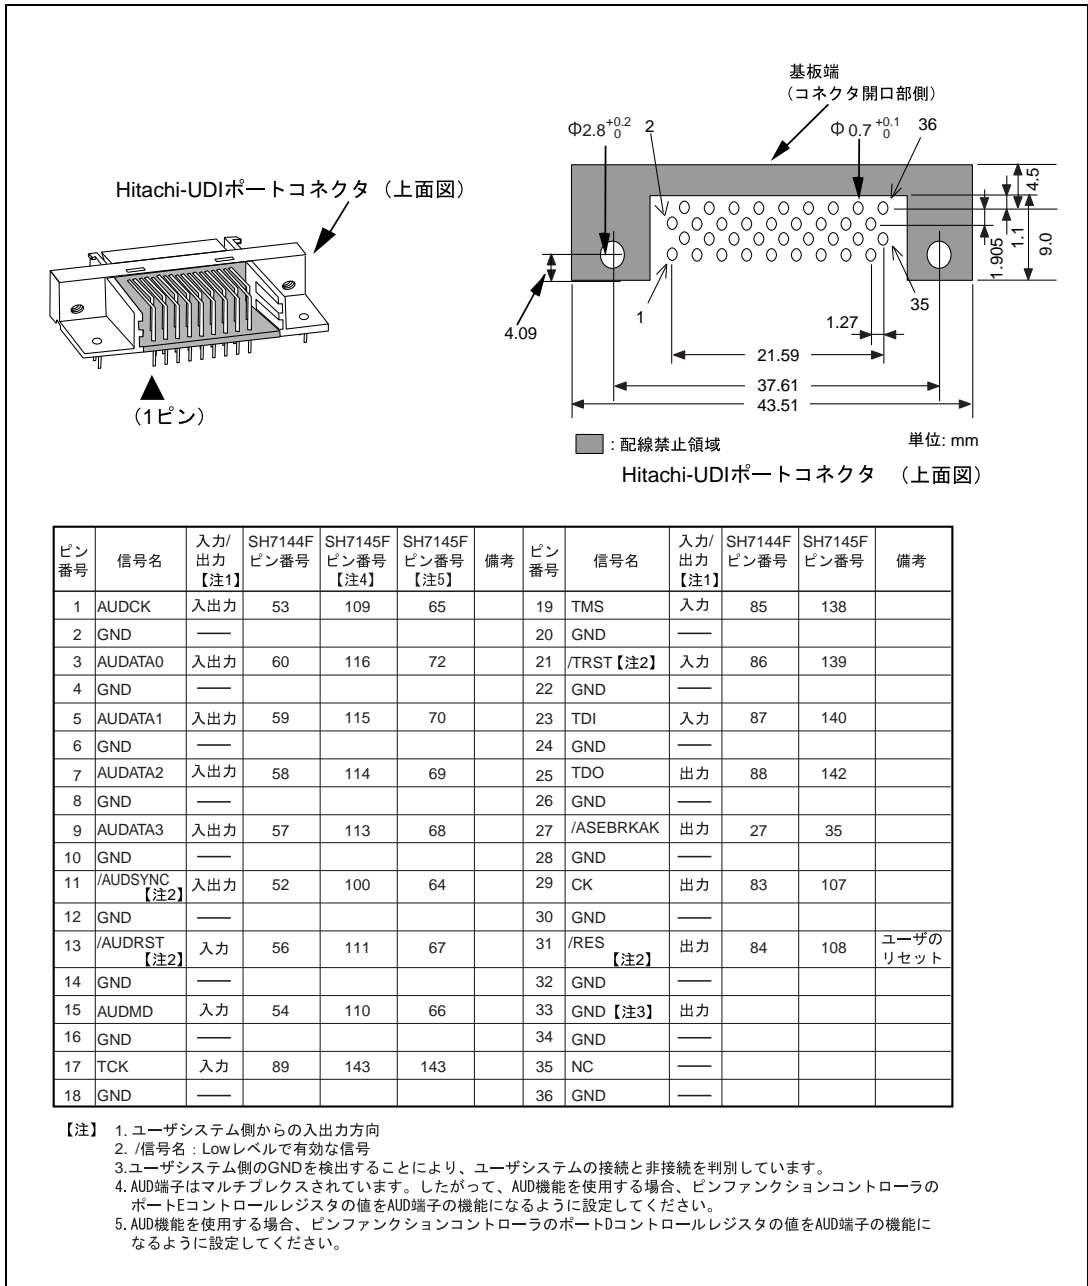 基板端
(コネクタ開口部側)
Φ2.8 +0.2 0
2
Φ0.7 +0.1 0
36
Hitachi-UDIポートコネクタ (上面図)
4.5
1.905
1.1
9.0
4.09
1
35
1.27
21.59
37.61
43.51
(1ピン)
: 配線禁止領域
単位: mm
Hitachi-UDIポートコネクタ (上面図)
ピン番号 信号名 入力/出力【注1】 SH7144Fピン番号 SH7145Fピン番号【注4】 SH7145Fピン番号【注5】 備考 ピン番号 信号名 入力/出力【注1】 SH7144Fピン番号 SH7145Fピン番号 備考
1 AUDCK 入出力 53 109 65 19 TMS 入力 85 138
2 GND — 20 GND —
3 AUDATA0 入出力 60 116 72 21 /TRST【注2】 入力 86 139
4 GND — 22 GND —
5 AUDATA1 入出力 59 115 70 23 TDI 入力 87 140
6 GND — 24 GND —
7 AUDATA2 入出力 58 114 69 25 TDO 出力 88 142
8 GND — 26 GND —
9 AUDATA3 入出力 57 113 68 27 /ASEBRKAK 出力 27 35
10 GND — 28 GND —
11 /AUDSYNC【注2】 入出力 52 100 64 29 CK 出力 83 107
12 GND — 30 GND —
13 /AUDRST【注2】 入力 56 111 67 31 /RES【注2】 出力 84 108 ユーザのリセット
14 GND — 32 GND —
15 AUDMD 入力 54 110 66 33 GND【注3】 出力
16 GND — 34 GND —
17 TCK 入力 89 143 143 35 NC —
18 GND — 36 GND —
【注】 1. ユーザシステム側からの入出力方向
2. /信号名：Lowレベルで有効な信号
3.ユーザシステム側のGNDを検出することにより、ユーザシステムの接続と非接続を判別しています。
4. AUD端子はマルチプレクスされています。したがって、AUD機能を使用する場合、ピンファンクションコントローラの
ポートEコントロールレジスタの値をAUD端子の機能になるように設定してください。
5. AUD機能を使用する場合、ピンファンクションコントローラのポートDコントロールレジスタの値をAUD端子の機能に
なるように設定してください。